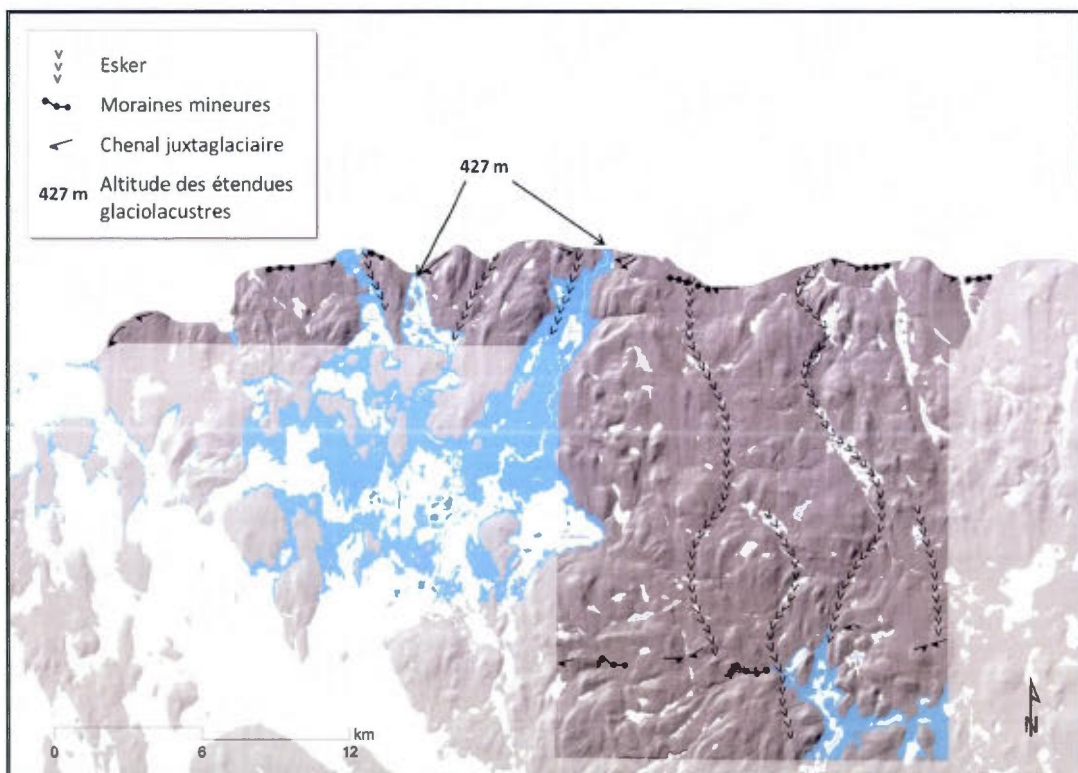 Esker
Moraines mineures
Chenal juxtaglaciaire
427 m Altitude des étendues
glaciolacustres
427 m
N
km
0 6 12